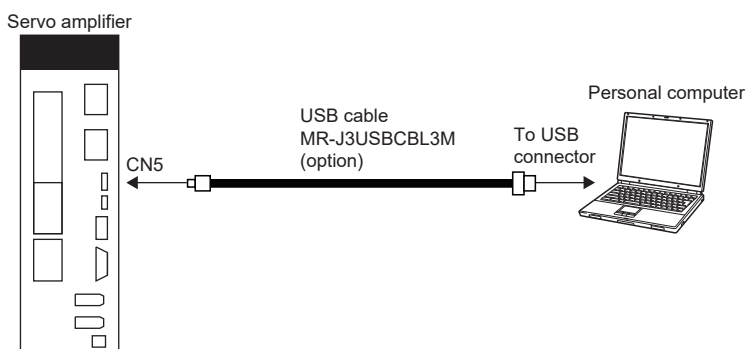 Servo amplifier
Personal computer
USB cable
MR-J3USBCBL3M
(option)
To USB
connector
CN5